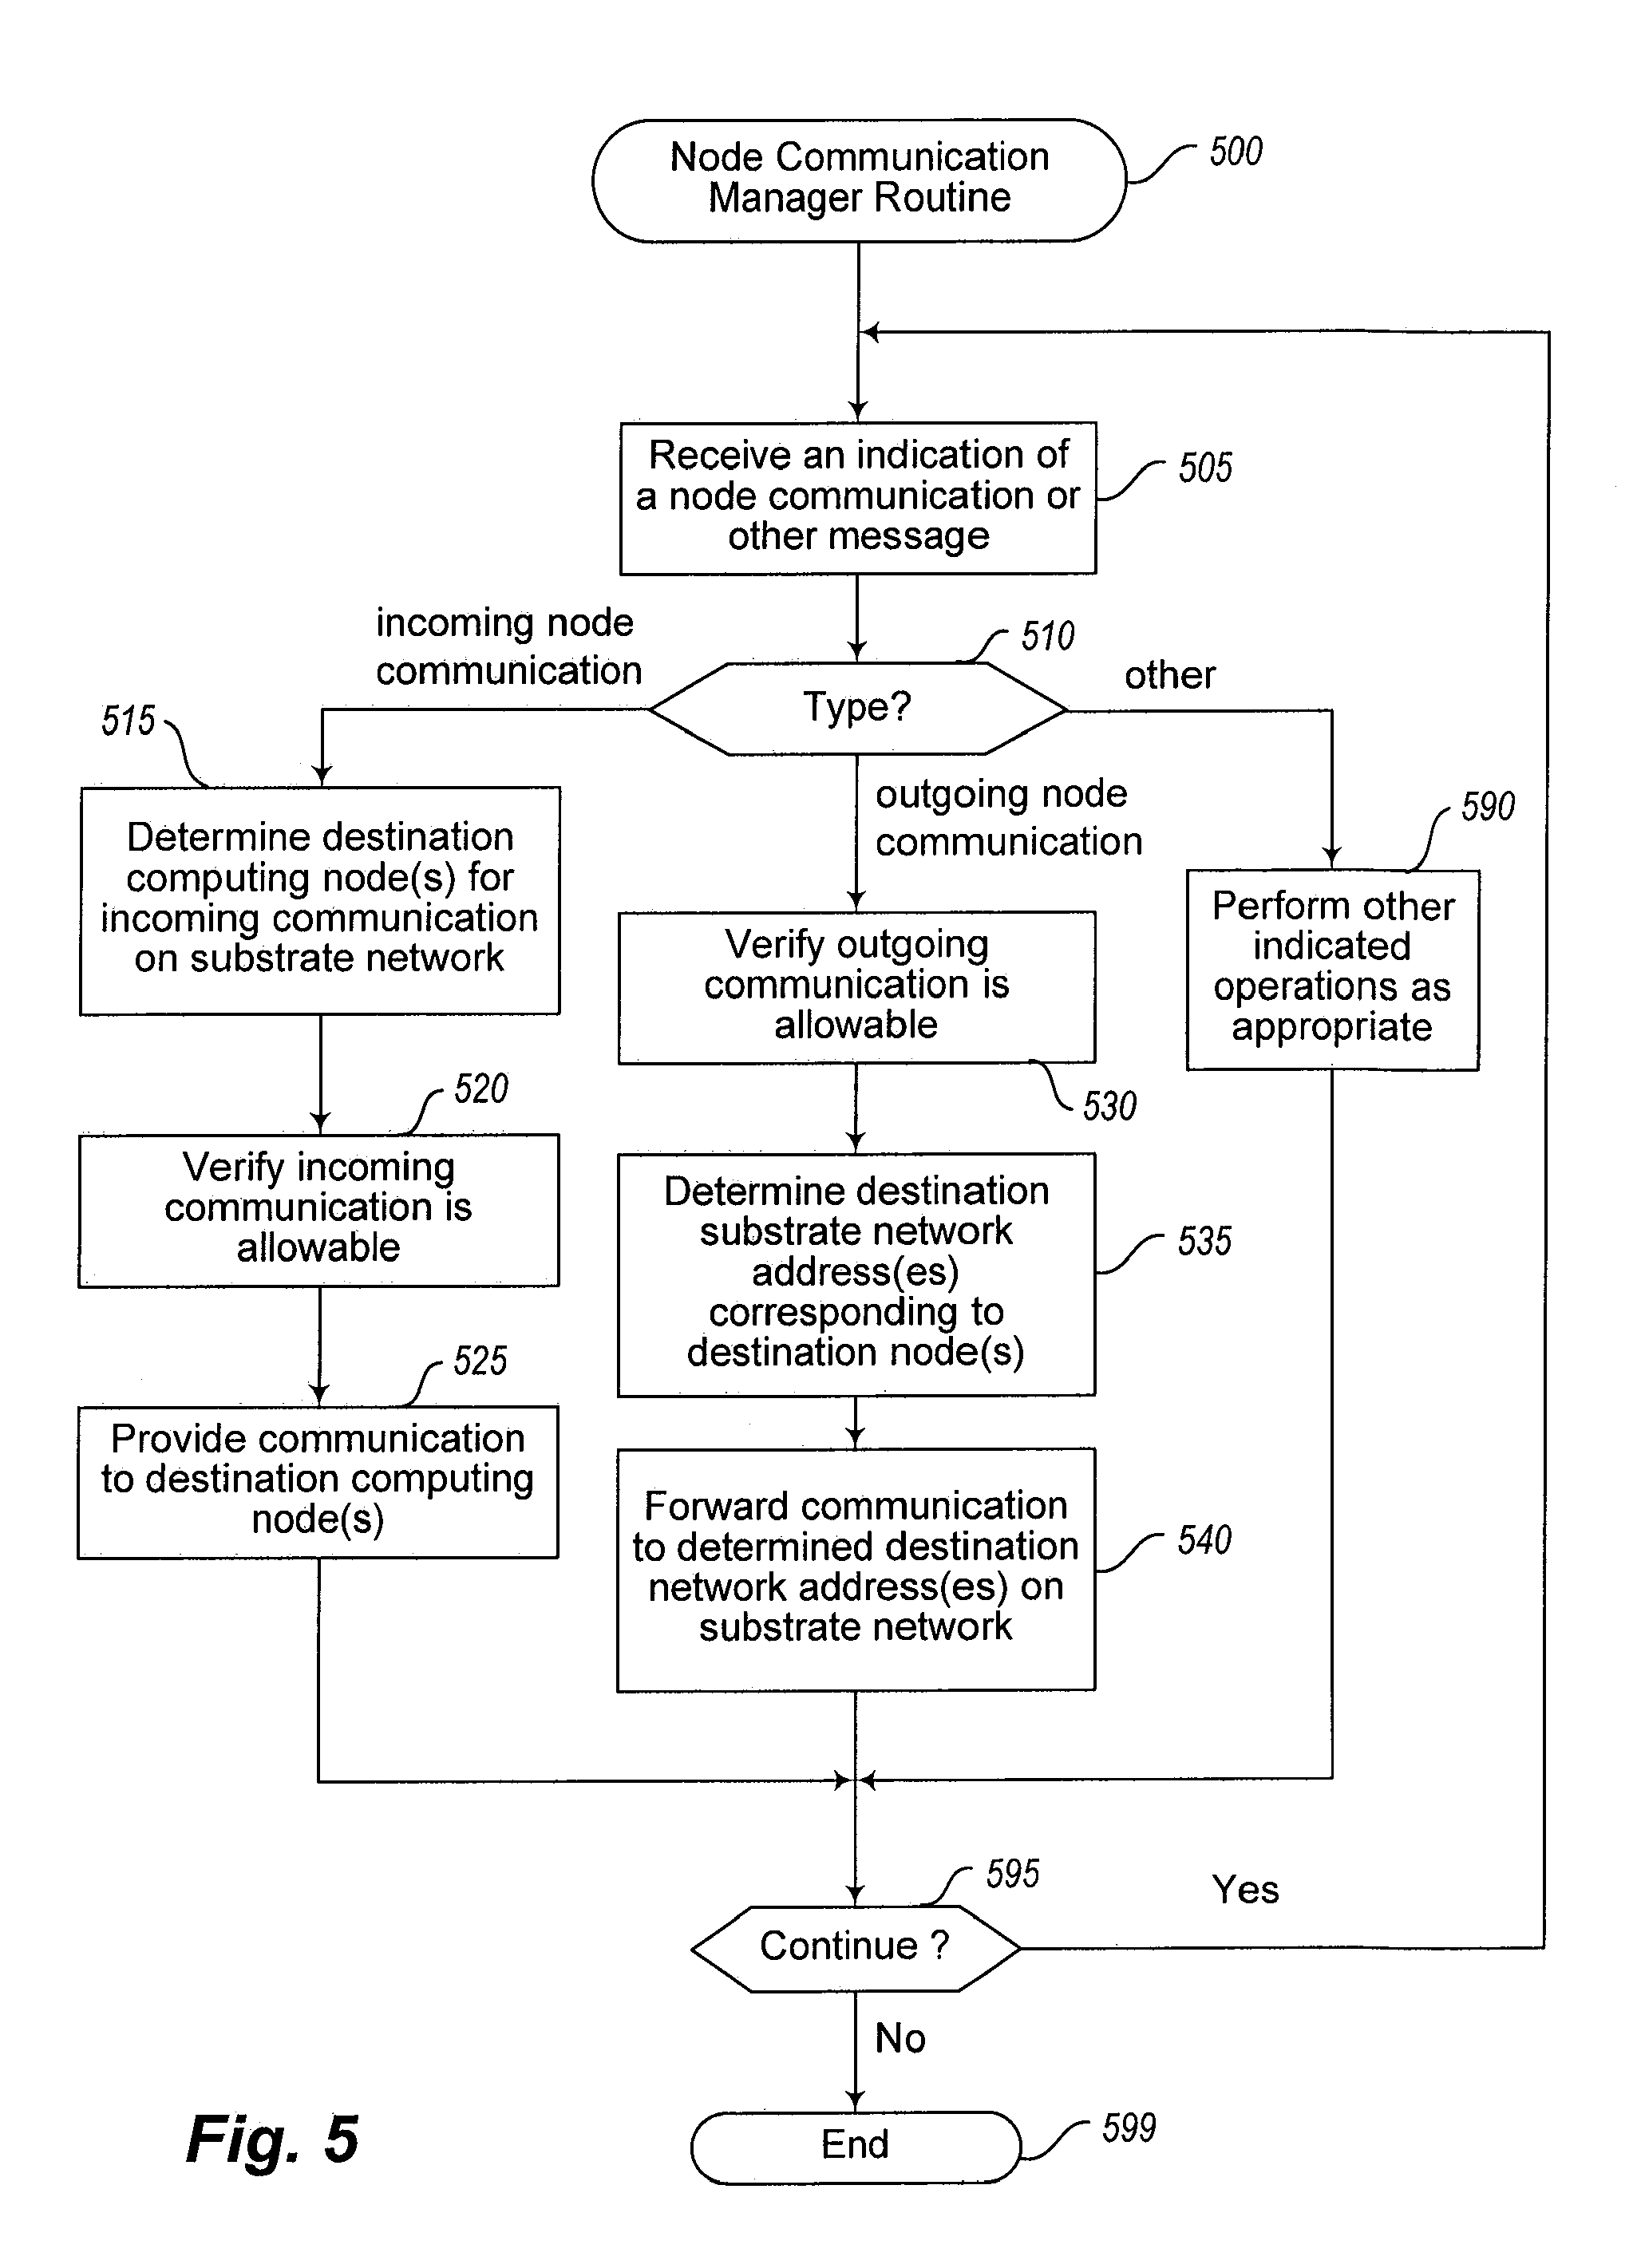 Node Communication
Manager Routine
500
Receive an indication of
a node communication or
other message
505
incoming node
communication
510
Type?
other
515
outgoing node
communication
590
Determine destination
computing node(s) for
incoming communication
on substrate network
Verify outgoing
communication is
allowable
530
Perform other
indicated
operations as
appropriate
520
Verify incoming
communication is
allowable
Determine destination
substrate network
address(es)
corresponding to
destination node(s)
535
525
Provide communication
to destination computing
node(s)
Forward communication
to determined destination
network address(es) on
substrate network
540
595
Yes
Continue ?
No
End
599
Fig. 5